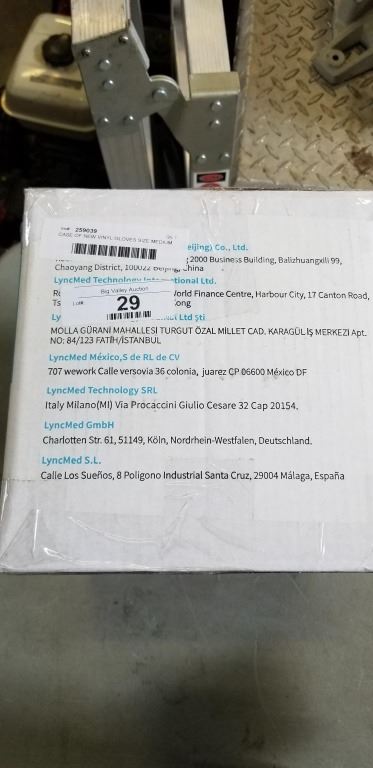 259039
CASE OF NEW VINYL GLOVES SIZE MEDIUM
eijing) Co., Ltd.
2000 Business Building, Balizhuangxili 99,
Chaoyang District, 100022 Beijing, China
LyncMed Technology International Ltd.
World Finance Centre, Harbour City, 17 Canton Road,
Big Valley Auction
Lot#
29
Ltd Şti
MOLLA GÜRANİ MAHALLESİ TURGUT ÖZAL MİLLET CAD. KARAGÜL İŞ MERKEZİ Apt.
NO: 84/123 FATİH/İSTANBUL
LyncMed México,S de RL de CV
707 wework Calle versovia 36 colonia, juarez CP 06600 México DF
LyncMed Technology SRL
Italy Milano(MI) Via Procaccini Giulio Cesare 32 Cap 20154.
LyncMed GmbH
Charlotten Str. 61, 51149, Köln, Nordrhein-Westfalen, Deutschland.
LyncMed S.L.
Calle Los Sueños, 8 Poligono Industrial Santa Cruz, 29004 Málaga, España